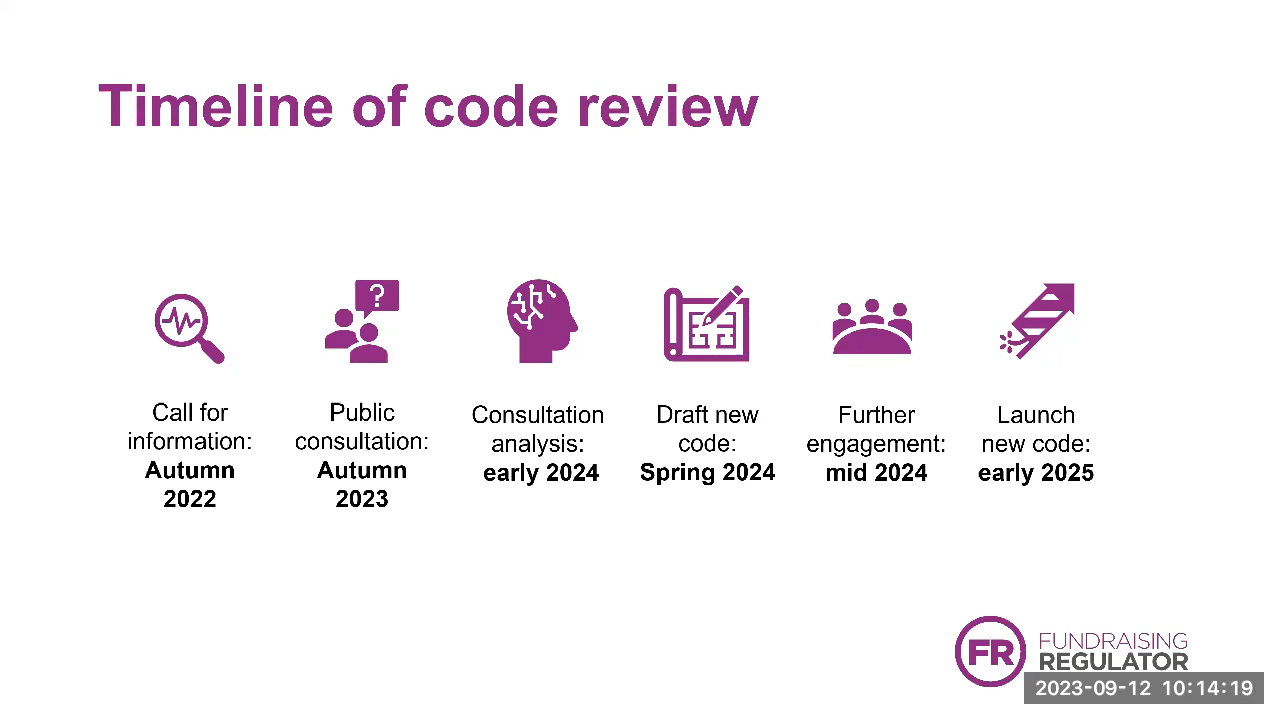 Timeline of code review
?
Call for
information:
Autumn
2022
Public
consultation:
Autumn
2023
Consultation
analysis:
early 2024
Draft new
code:
Spring 2024
Further
engagement:
mid 2024
Launch
new code:
early 2025
FR
FUNDRAISING
REGULATOR
2023-09-12 10:14:19